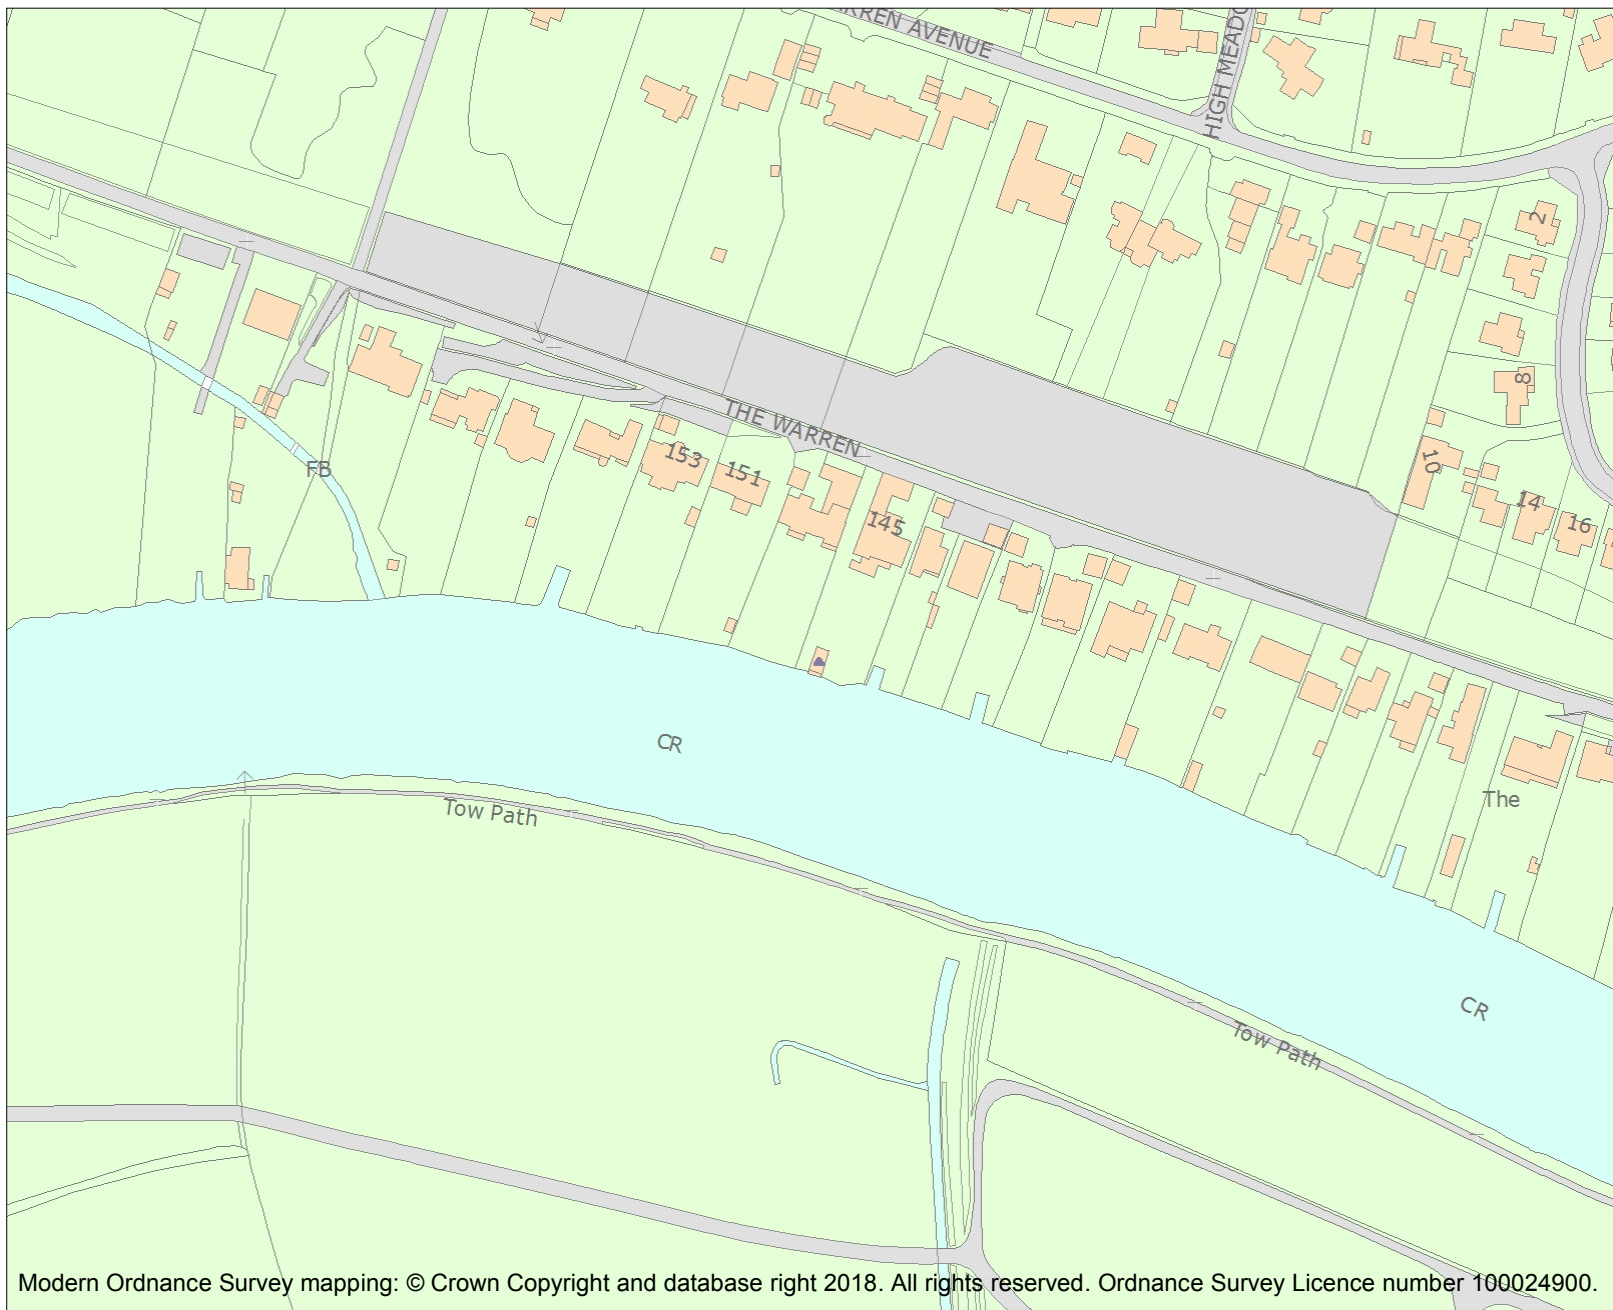 RREN AVENUE
HIGH MEADO
2
8
THE WARREN
153
151
10
FB
145
14
16
CR
The
Tow Path
CR
Tow Path
Modern Ordnance Survey mapping: © Crown Copyright and database right 2018. All rights reserved. Ordnance Survey Licence number 100024900.